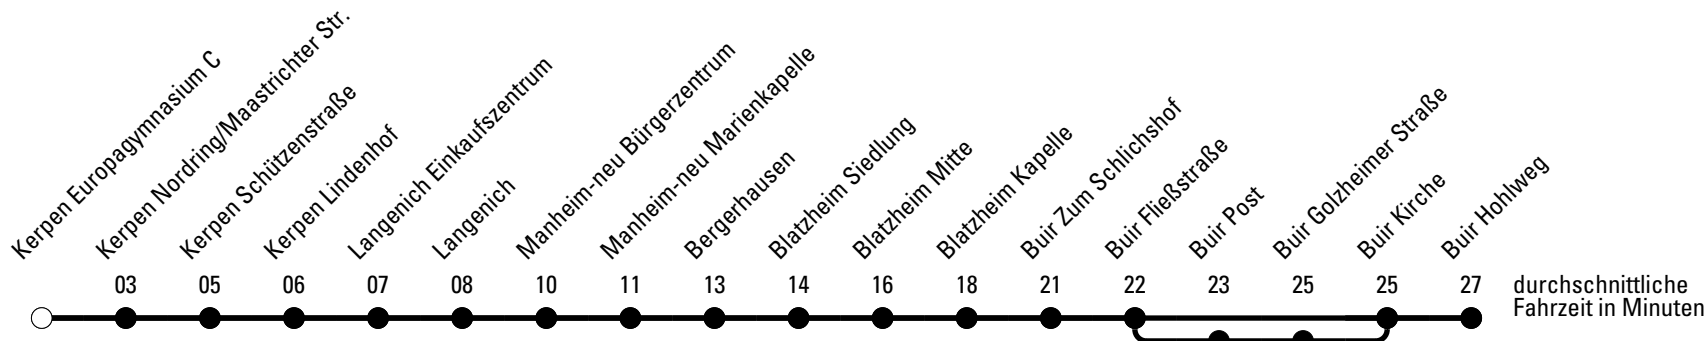 Kerpen Europagymnasium C
Kerpen Nordring/Maastrichter Str.
Kerpen Schützenstraße
Kerpen Lindenhof
Langenich Einkaufszentrum
Langenich
Manheim-neu Bürgerzentrum
Manheim-neu Marienkapelle
Bergerhausen
Blatzheim Siedlung
Blatzheim Mitte
Blatzheim Kapelle
Buir Zum Schlichshof
Buir Fließstraße
Buir Post
Buir Golzheimer Straße
Buir Kirche
Buir Hohlweg
03 05 06 07 08 10 11 13 14 16 18 21 22 23 25 25 27
durchschnittliche
Fahrzeit in Minuten